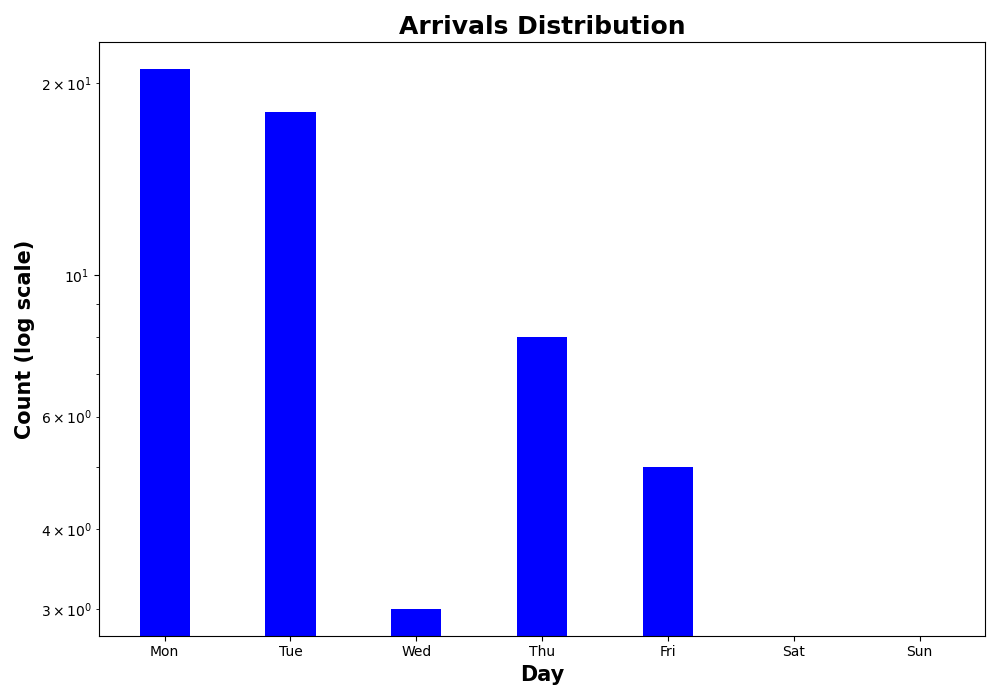 Arrivals Distribution
Count (log scale)
2 × 10¹
10¹
6 × 10⁰
4 × 10⁰
3 × 10⁰
Mon Tue Wed Thu Fri Sat Sun
Day